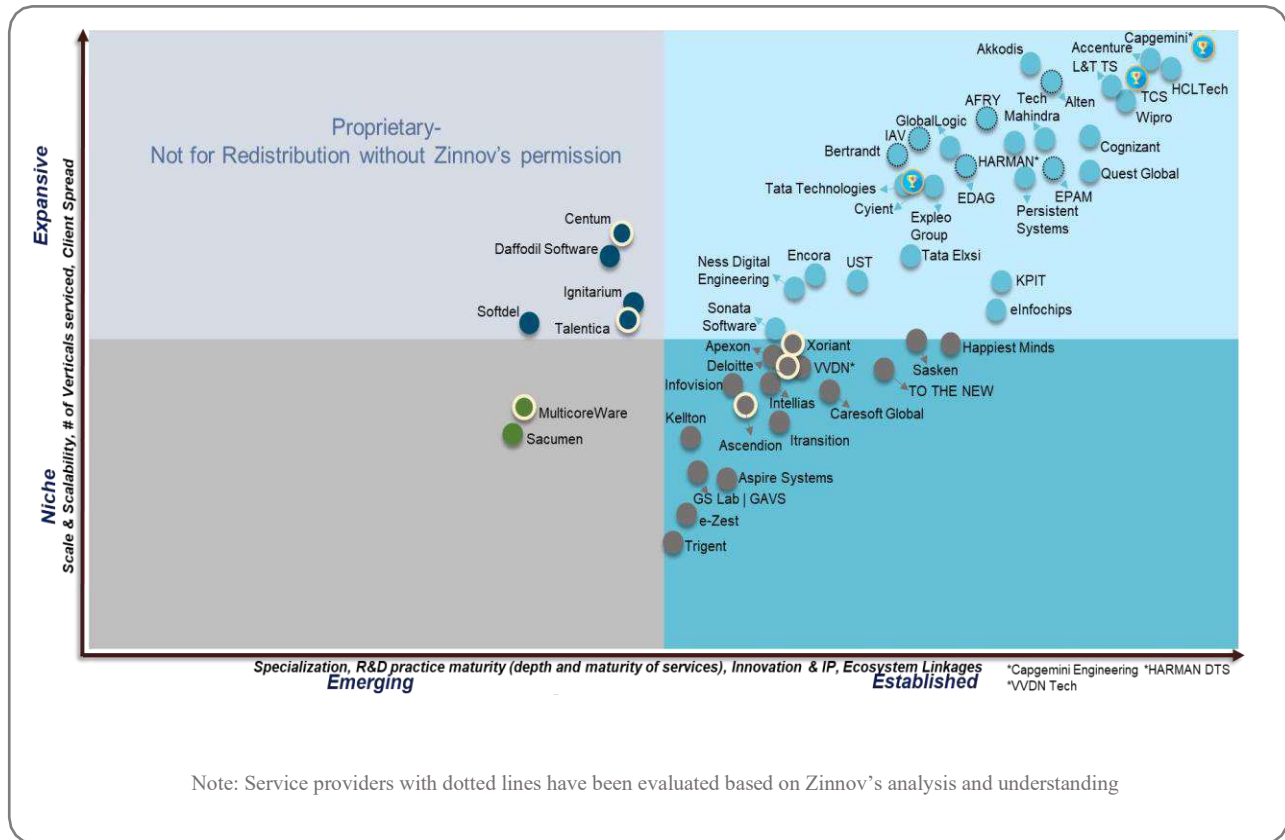 Capgemini*
Akkodis
Accenture
L&T TS
HCLTech
TCS
Wipro
Alten
Tech
Mahindra
AFRY
GlobalLogic
IAV
Bertrandt
HARMAN*
Cognizant
Quest Global
EPAM
EDAG
Persistent
Systems
Tata Technologies
Cyient
Expleo
Group
Tata Elxsi
Proprietary-
Not for Redistribution without Zinnov's permission
Centum
Daffodil Software
Ignitarium
Softdel
Talentica
Encora
Ness Digital
Engineering
UST
KPIT
eInfochips
Sonata
Software
Xoriant
Apexon
Deloitte
VVDN*
Happiest Minds
Sasken
TO THE NEW
Infovision
Intellias
Caresoft Global
Kellton
Ascendion
Itransition
MulticoreWare
Sacumen
Aspire Systems
GS Lab | GAVS
e-Zest
Trigent
Expansive
Niche
Scale & Scalability, # of Verticals serviced, Client Spread
Specialization, R&D practice maturity (depth and maturity of services), Innovation & IP, Ecosystem Linkages
Emerging
Established
*Capgemini Engineering *HARMAN DTS
*VVDN Tech
Note: Service providers with dotted lines have been evaluated based on Zinnov's analysis and understanding